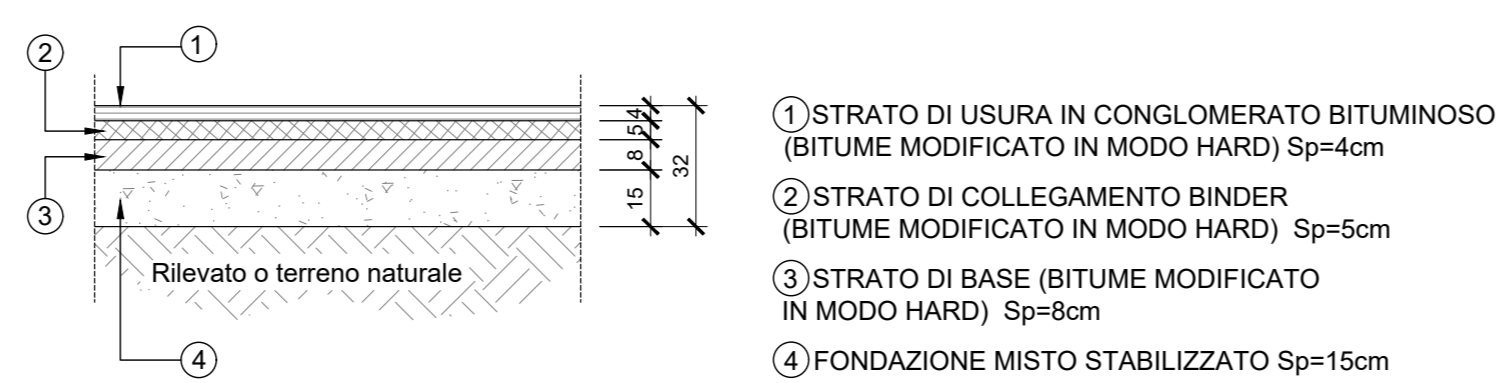 1
2
3
4
Rilevato o terreno naturale
4
5
8
15
32
1 STRATO DI USURA IN CONGLOMERATO BITUMINOSO
(BITUME MODIFICATO IN MODO HARD) Sp=4cm
2 STRATO DI COLLEGAMENTO BINDER
(BITUME MODIFICATO IN MODO HARD) Sp=5cm
3 STRATO DI BASE (BITUME MODIFICATO
IN MODO HARD) Sp=8cm
4 FONDAZIONE MISTO STABILIZZATO Sp=15cm